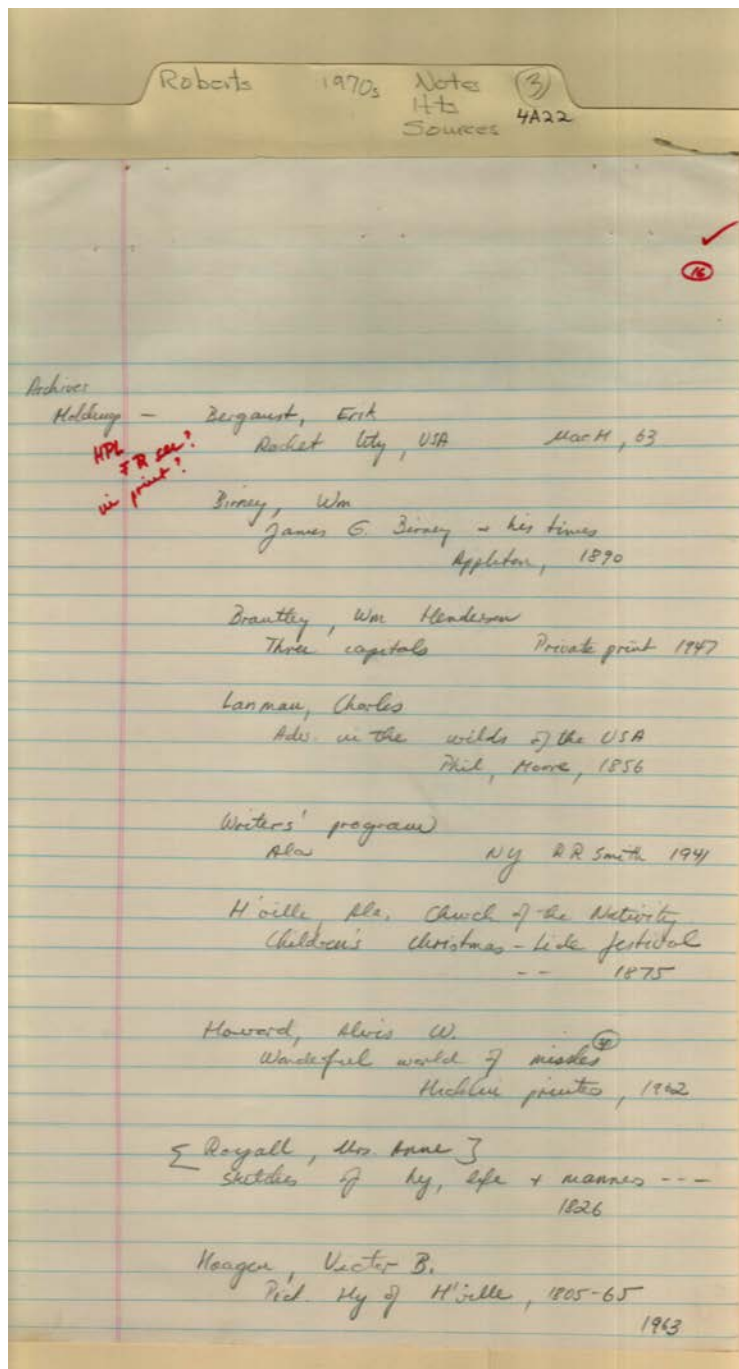 Roberts 1970s Notes 3
Hts 4A22
Sources
16
Archives
Holdings – Bergaust, Erik
Rocket City, USA MacM, 63
HPL
FR see?
in print?
Birney, Wm
James G. Birney + his times
Appleton, 1890
Brantley, Wm Henderson
Three capitals Private print 1947
Lanman, Charles
Adv. in the wilds of the USA
Phil, Moore, 1856
Writers' program
Ala NY RR Smith 1941
H'ville, Ala. Church of the Nativity
Children's Christmas-tide festival
-- 1875
Howard, Alvis W.
Wonderful world of missles
printers, 1962
[Royall, Mrs. Anne]
Sketches of hy, life + manners ---
1826
Haagen, Victor B.
Pict. Hy of H'ville, 1805-65
1963